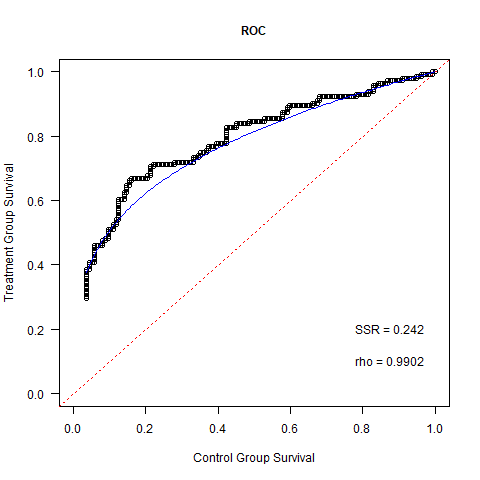 ROC
Treatment Group Survival
1.0
0.8
0.6
0.4
0.2
0.0
SSR = 0.242
rho = 0.9902
0.0 0.2 0.4 0.6 0.8 1.0
Control Group Survival